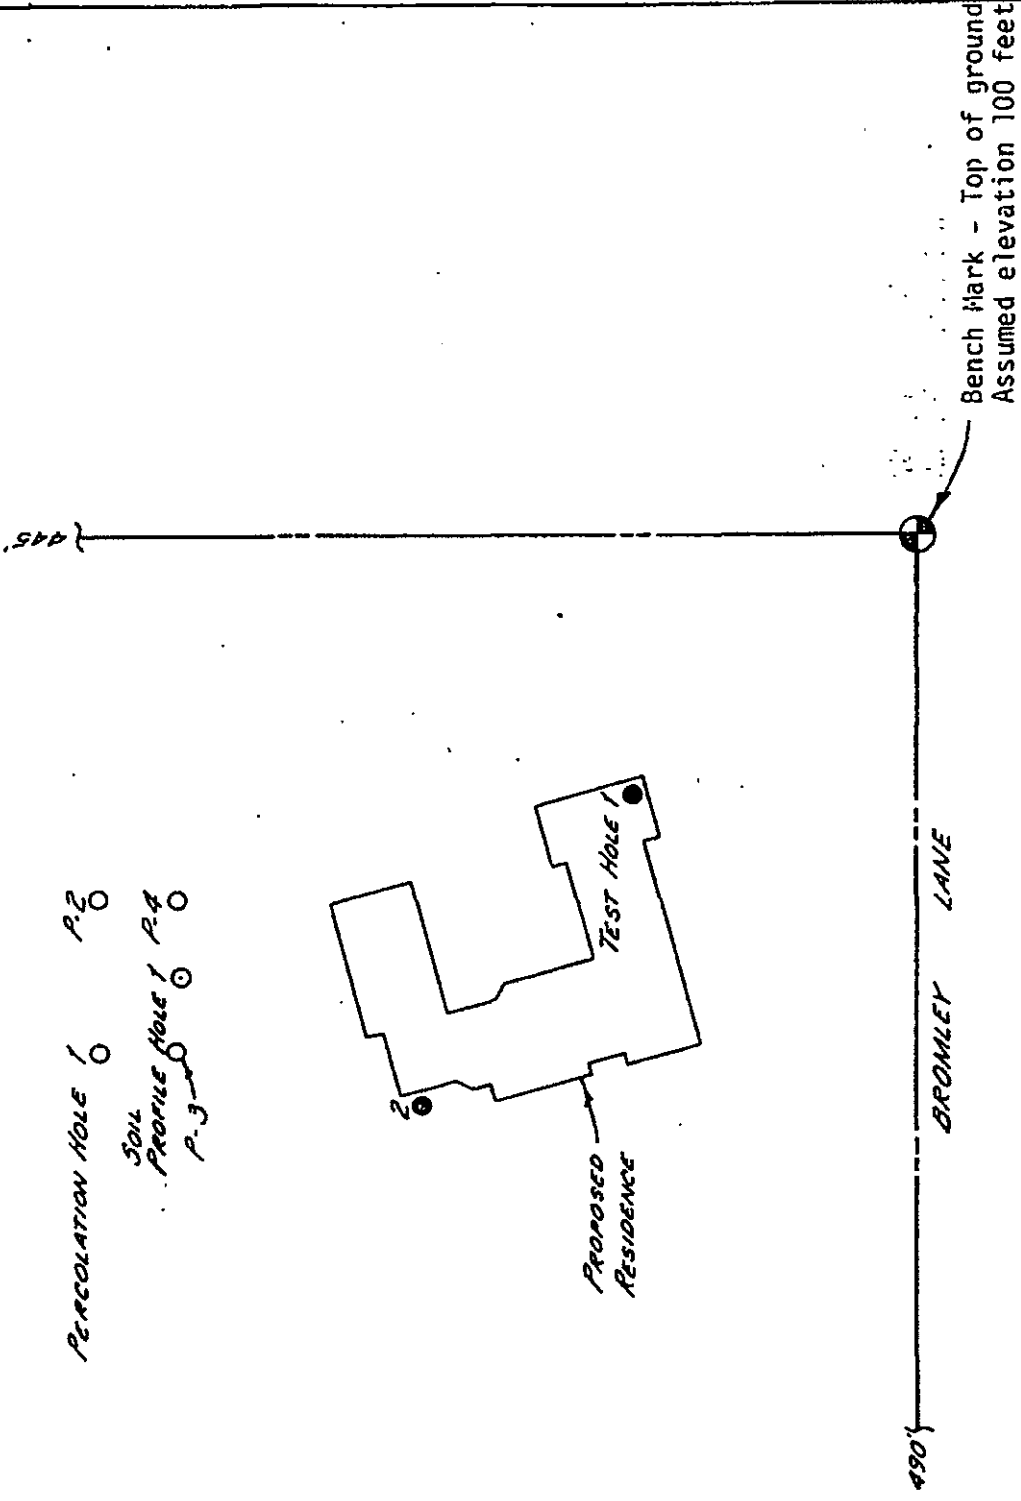 445'
PERCOLATION HOLE 1
P-2
SOIL
PROFILE HOLE 1
P-4
P-3
2
TEST HOLE 1
PROPOSED
RESIDENCE
BROMLEY LANE
490'
Bench Mark - Top of ground
Assumed elevation 100 feet